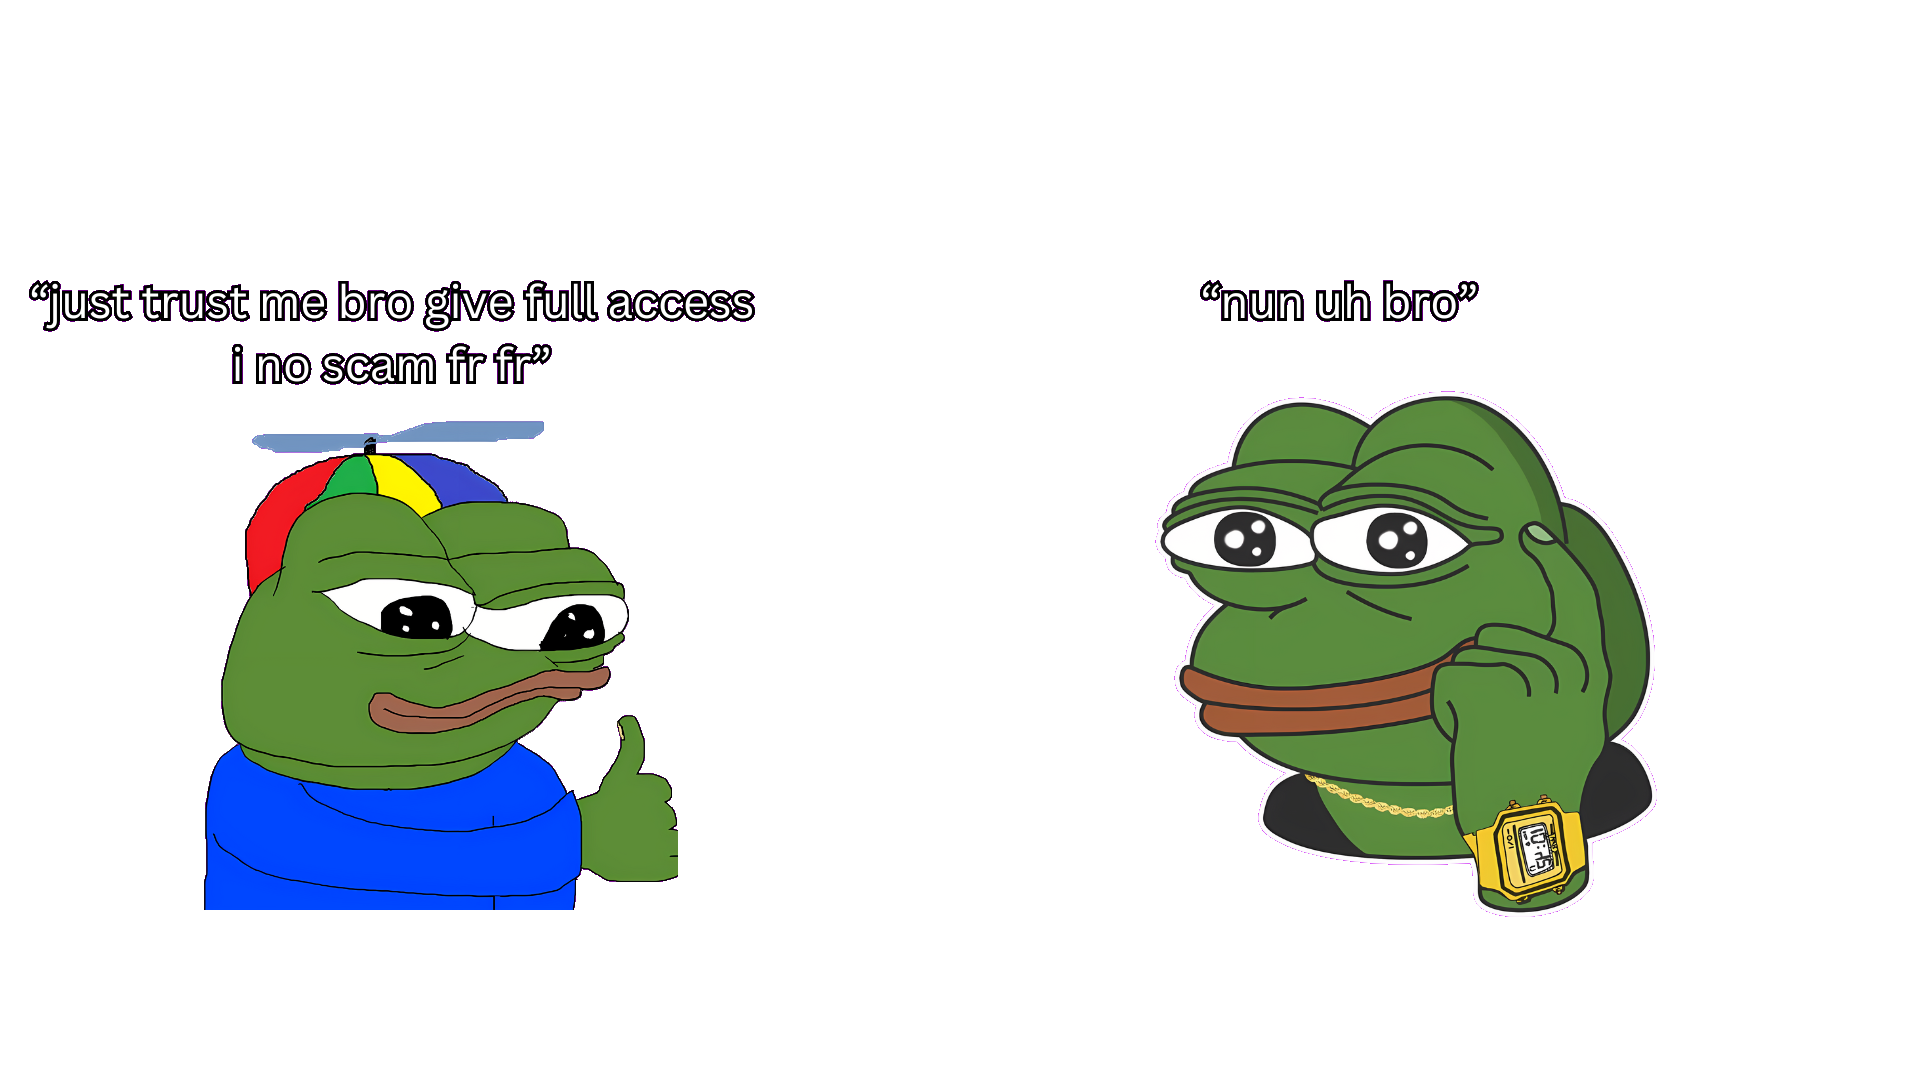 “just trust me bro give full access
i no scam fr fr”
“nun uh bro”